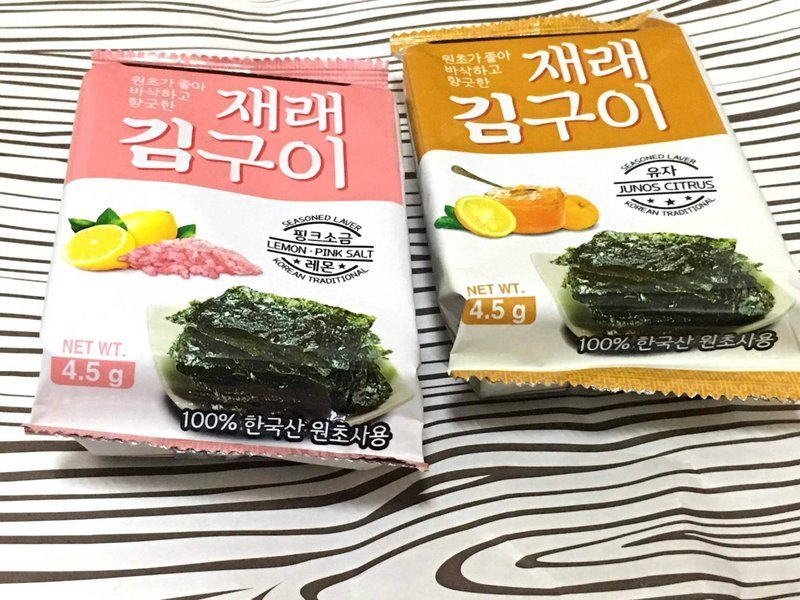 원초가 좋아
바삭하고
향긋한
재래
김구이
SEASONED LAVER
핑크소금
LEMON · PINK SALT
레몬
KOREAN TRADITIONAL
NET WT.
4.5 g
100% 한국산 원초사용
원초가 좋아
바삭하고
향긋한
재래
김구이
SEASONED LAVER
유자
JUNOS CITRUS
KOREAN TRADITIONAL
NET WT.
4.5 g
100% 한국산 원초사용